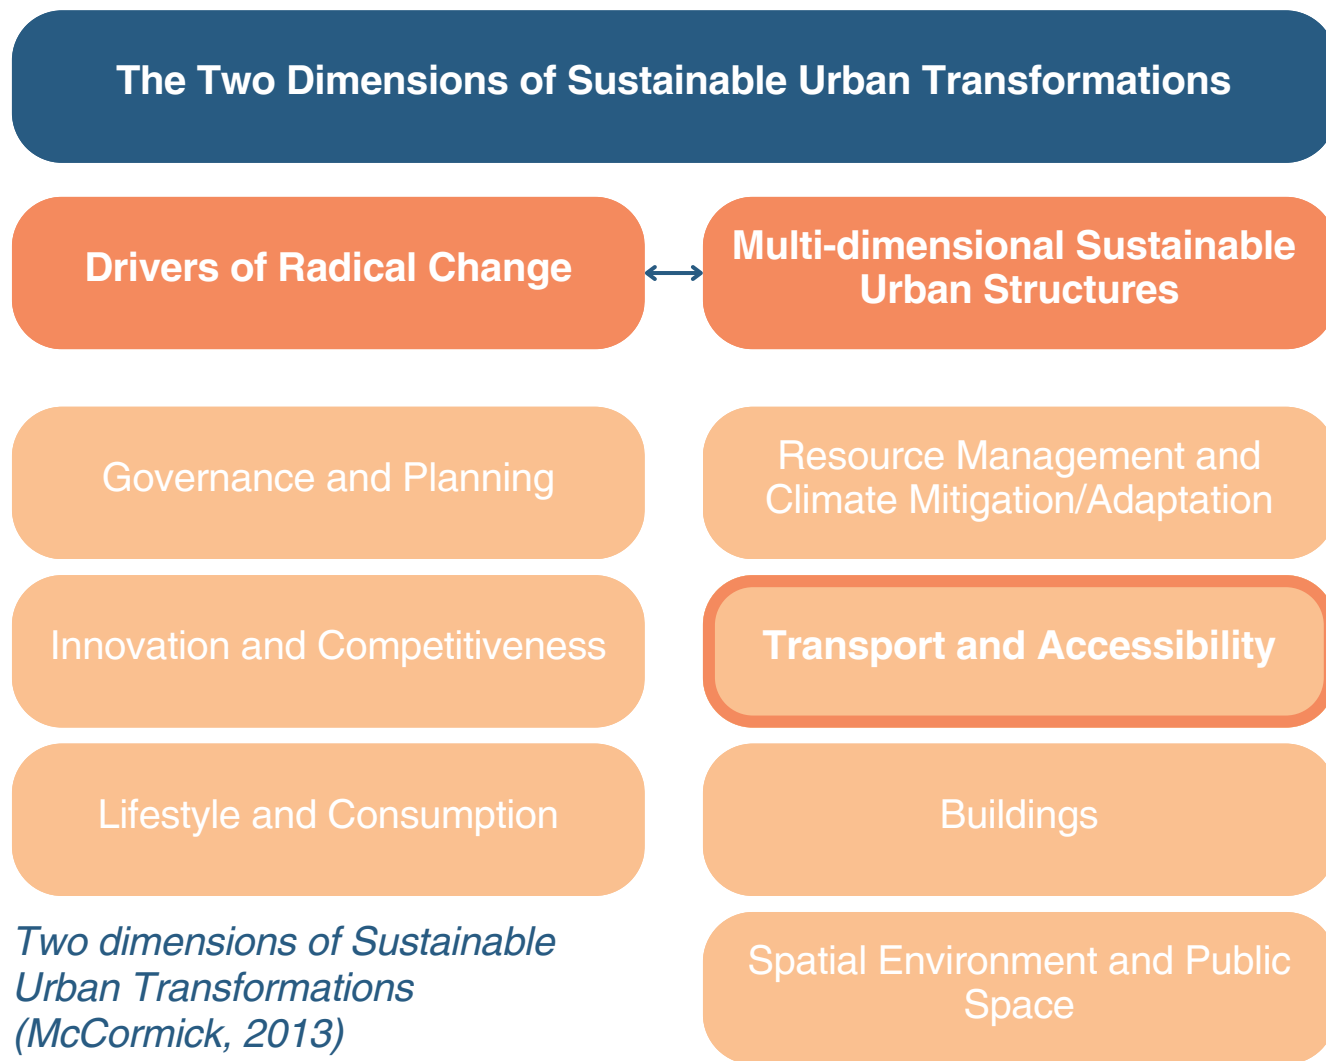 The Two Dimensions of Sustainable Urban Transformations
Drivers of Radical Change
Multi-dimensional Sustainable
Urban Structures
Governance and Planning
Resource Management and
Climate Mitigation/Adaptation
Innovation and Competitiveness
Transport and Accessibility
Lifestyle and Consumption
Buildings
Two dimensions of Sustainable
Urban Transformations
(McCormick, 2013)
Spatial Environment and Public
Space